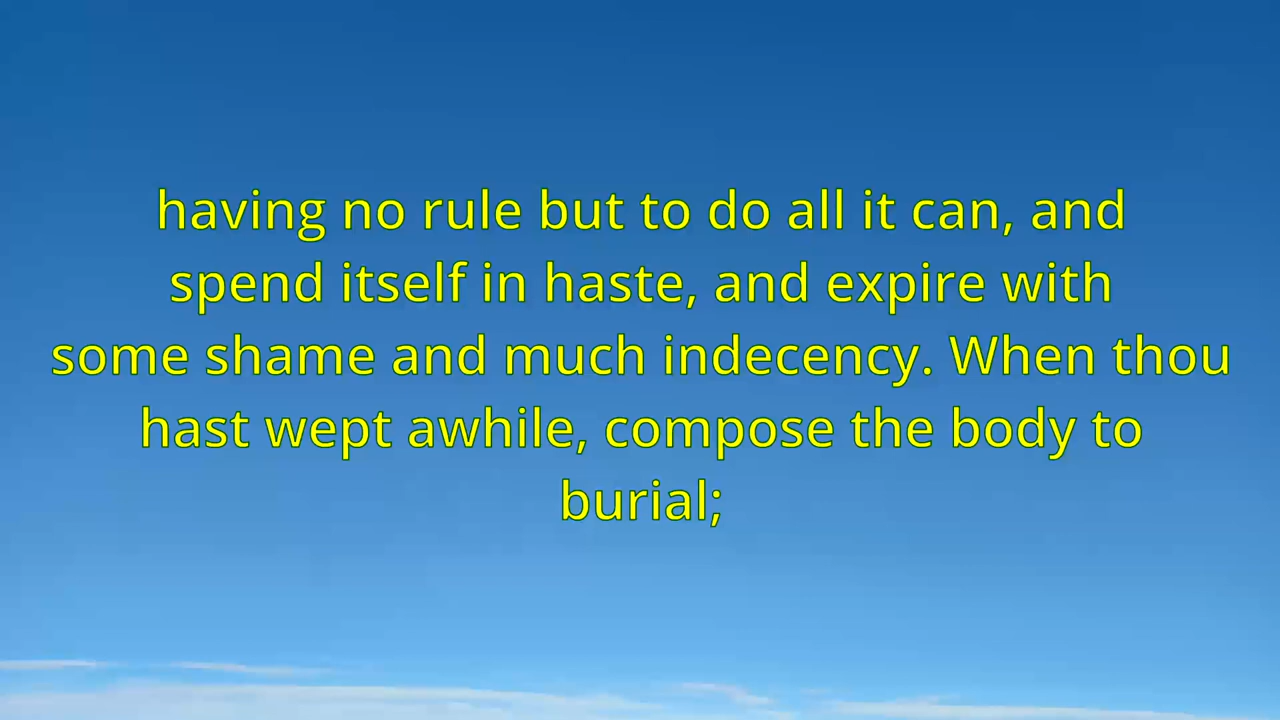 having no rule but to do all it can, and
spend itself in haste, and expire with
some shame and much indecency. When thou
hast wept awhile, compose the body to
burial;